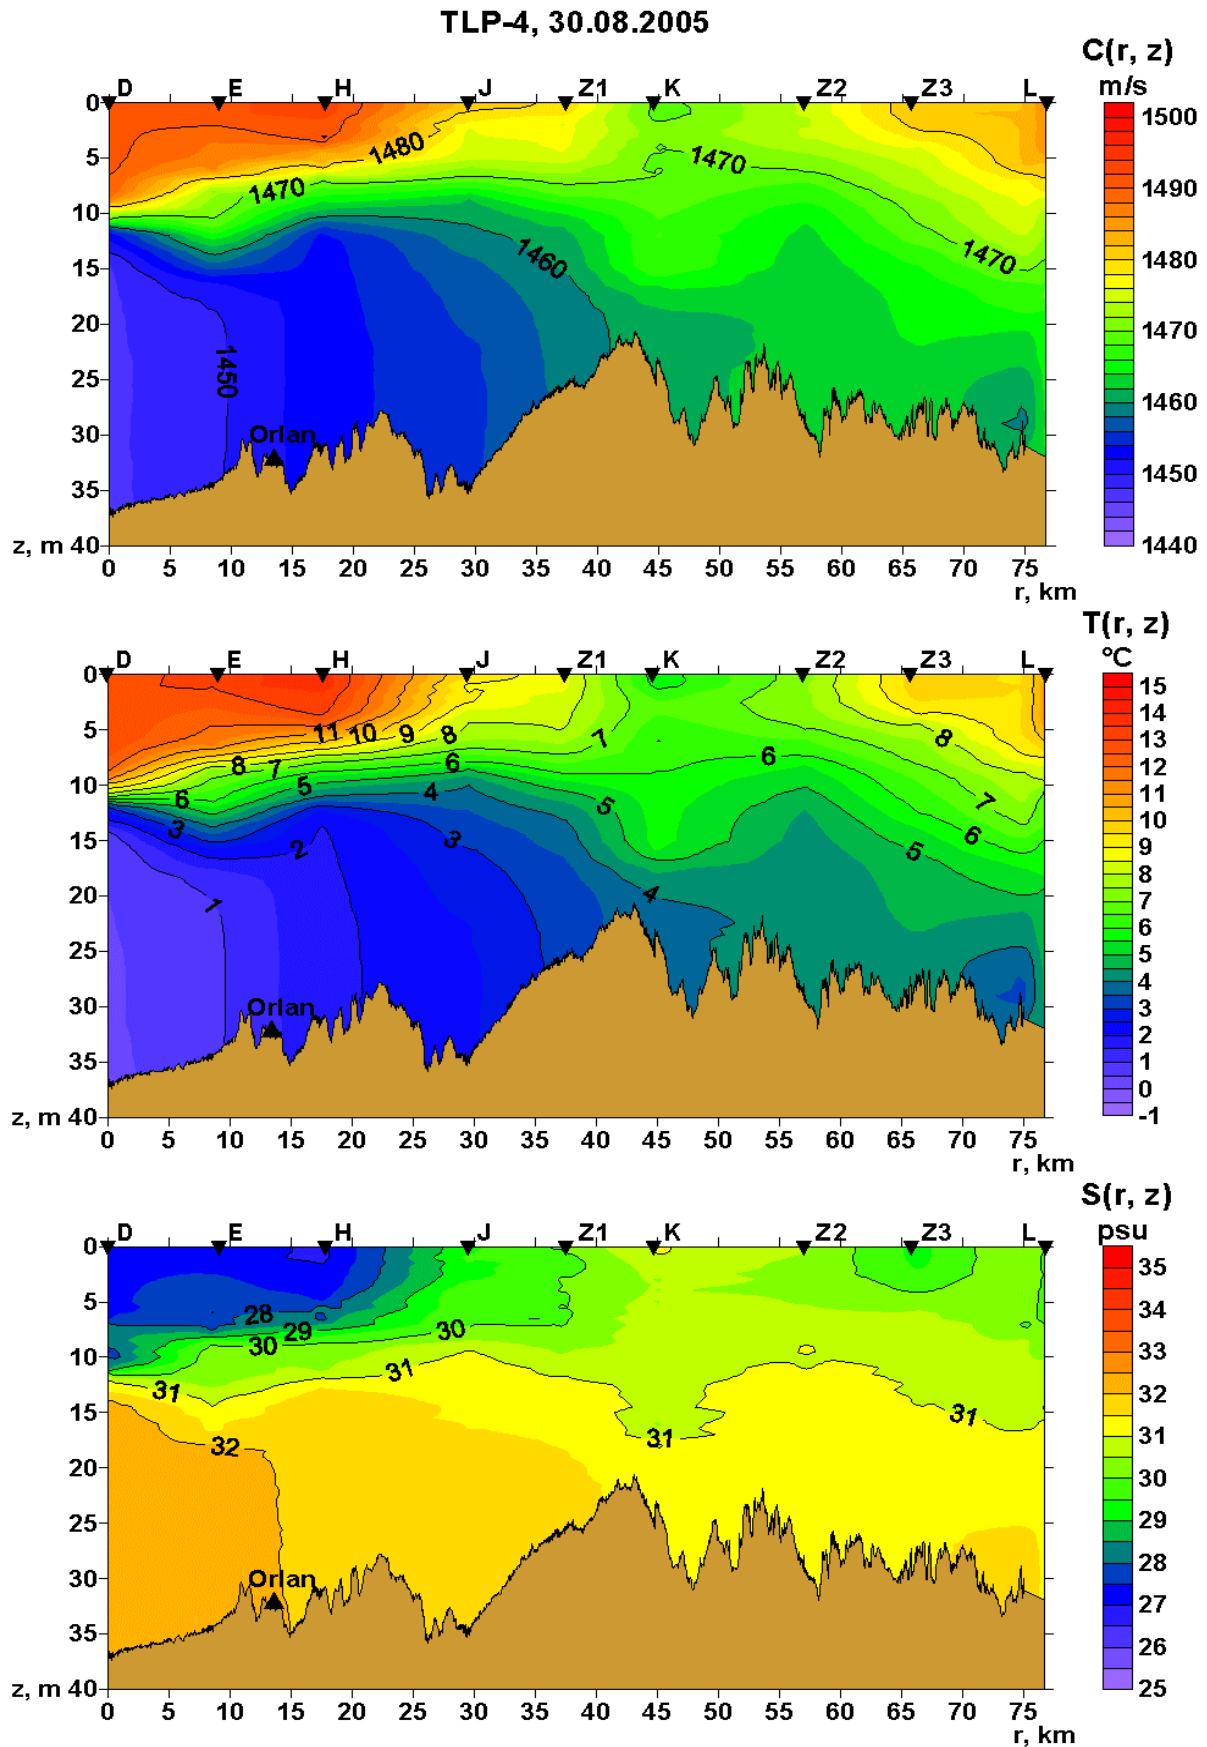 TLP-4, 30.08.2005
C(r, z)
m/s
D E H J Z1 K Z2 Z3 L
0
5
10
15
20
25
30
35
z, m 40
1480
1470
1470
1460
1470
1450
Orlan
0 5 10 15 20 25 30 35 40 45 50 55 60 65 70 75
r, km
1500
1490
1480
1470
1460
1450
1440
T(r, z)
°C
D E H J Z1 K Z2 Z3 L
0
5
10
15
20
25
30
35
z, m 40
11 10 9 8 7 8
8 7 6 6
6 5 4 5 7
3 2 3 5 6
1 4
Orlan
0 5 10 15 20 25 30 35 40 45 50 55 60 65 70 75
r, km
15
14
13
12
11
10
9
8
7
6
5
4
3
2
1
0
-1
S(r, z)
psu
D E H J Z1 K Z2 Z3 L
0
5
10
15
20
25
30
35
z, m 40
28
29 30
30
31 31
31
32 31
Orlan
0 5 10 15 20 25 30 35 40 45 50 55 60 65 70 75
r, km
35
34
33
32
31
30
29
28
27
26
25